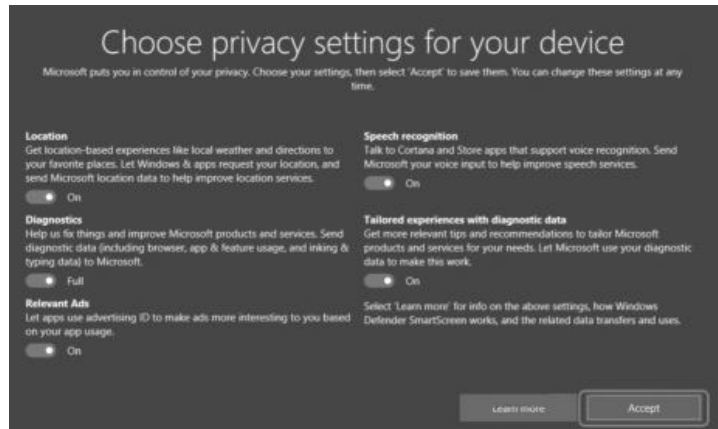 Choose privacy settings for your device
Microsoft puts you in control of your privacy. Choose your settings, then select 'Accept' to save them. You can change these settings at any
time.
Location
Get location-based experiences like local weather and directions to
your favorite places. Let Windows & apps request your location, and
send Microsoft location data to help improve location services.
On
Diagnostics
Help us fix things and improve Microsoft products and services. Send
diagnostic data (including browser, app & feature usage, and inking &
typing data) to Microsoft.
Full
Relevant Ads
Let apps use advertising ID to make ads more interesting to you based
on your app usage.
On
Speech recognition
Talk to Cortana and Store apps that support voice recognition. Send
Microsoft your voice input to help improve speech services.
On
Tailored experiences with diagnostic data
Get more relevant tips and recommendations to tailor Microsoft
products and services for your needs. Let Microsoft use your diagnostic
data to make this work.
On
Select 'Learn more' for info on the above settings, how Windows
Defender SmartScreen works, and the related data transfers and uses.
Learn more
Accept